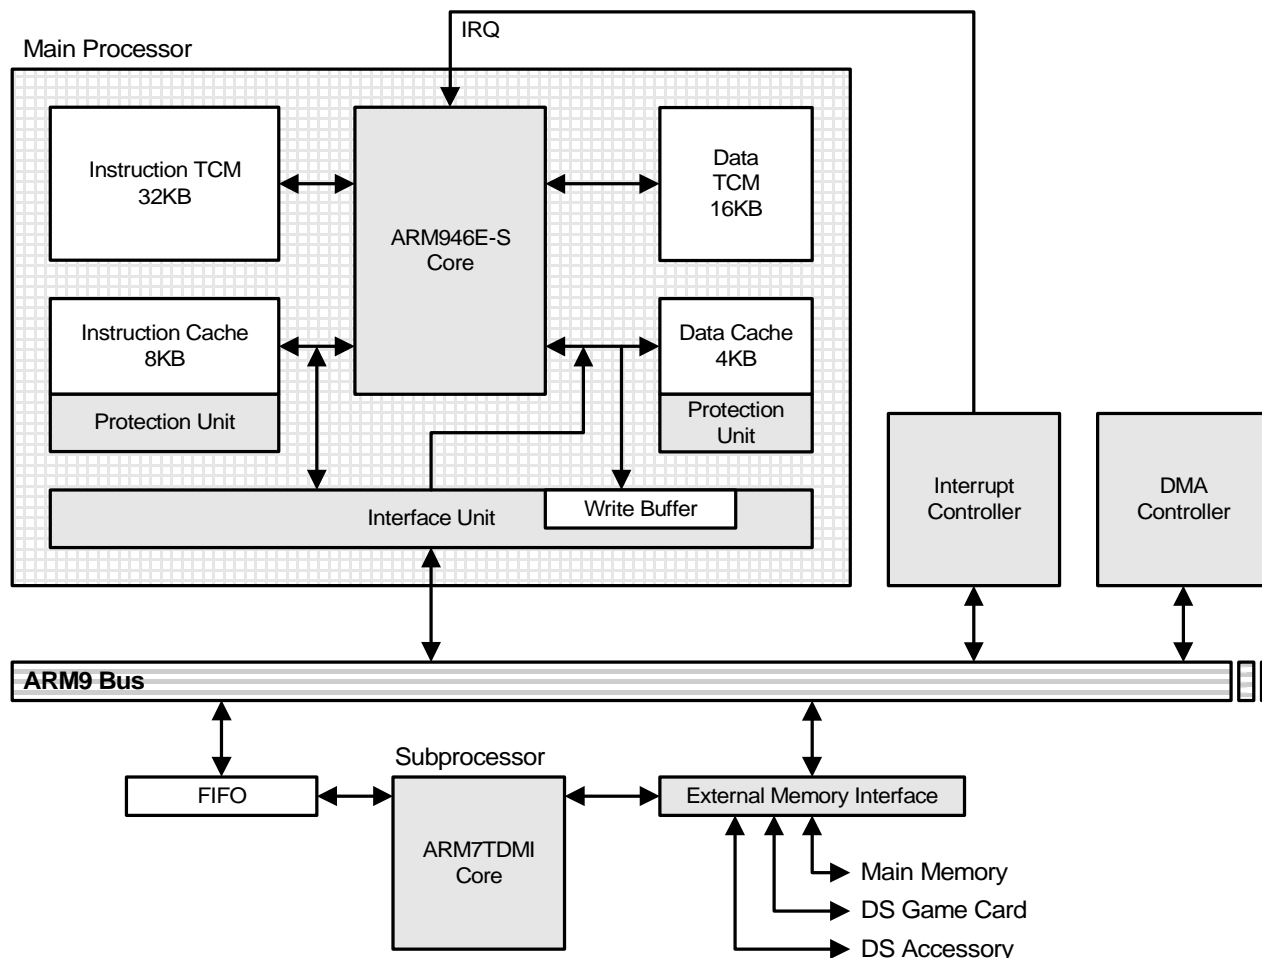 IRQ
Main Processor
Instruction TCM
32KB
Data
TCM
16KB
ARM946E-S
Core
Instruction Cache
8KB
Data Cache
4KB
Protection Unit
Protection
Unit
Interface Unit
Write Buffer
Interrupt
Controller
DMA
Controller
ARM9 Bus
Subprocessor
FIFO
External Memory Interface
ARM7TDMI
Core
Main Memory
DS Game Card
DS Accessory